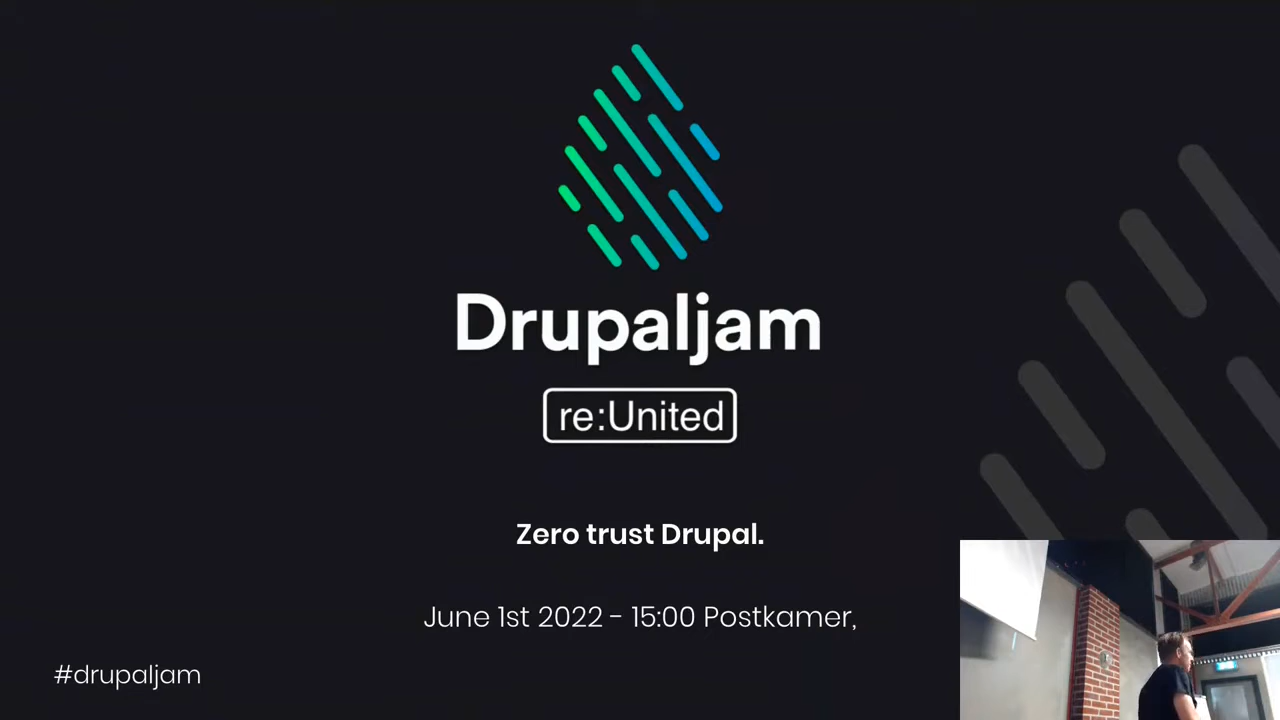 Drupaljam
re:United
Zero trust Drupal.
June 1st 2022 - 15:00 Postkamer,
#drupaljam